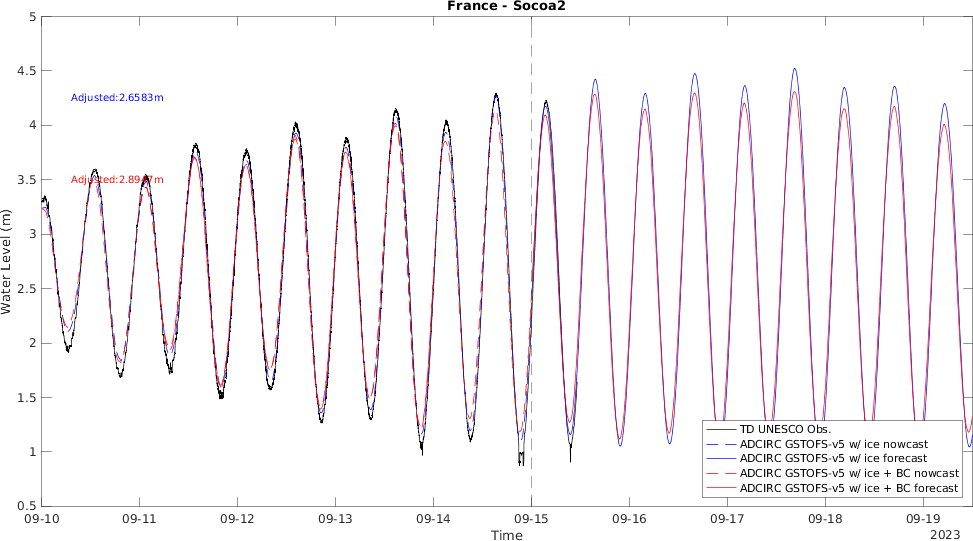 France - Socoa2
5
4.5
4
3.5
3
2.5
2
1.5
1
0.5
Water Level (m)
Adjusted:2.6583m
TD UNESCO Obs.
ADCIRC GSTOFS-v5 w/ ice nowcast
ADCIRC GSTOFS-v5 w/ ice forecast
ADCIRC GSTOFS-v5 w/ ice + BC nowcast
ADCIRC GSTOFS-v5 w/ ice + BC forecast
09-10 09-11 09-12 09-13 09-14 09-15 09-16 09-17 09-18 09-19
Time
2023